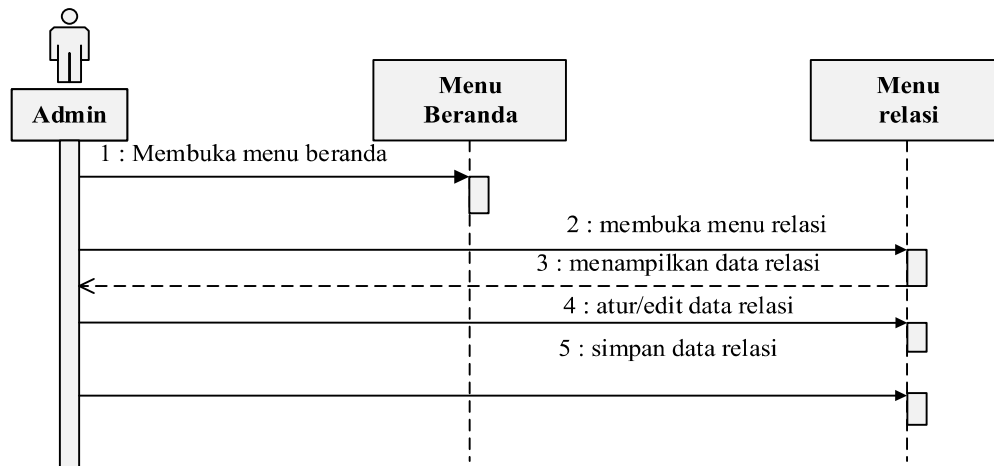 Admin
Menu
Beranda
Menu
relasi
1 : Membuka menu beranda
2 : membuka menu relasi
3 : menampilkan data relasi
4 : atur/edit data relasi
5 : simpan data relasi